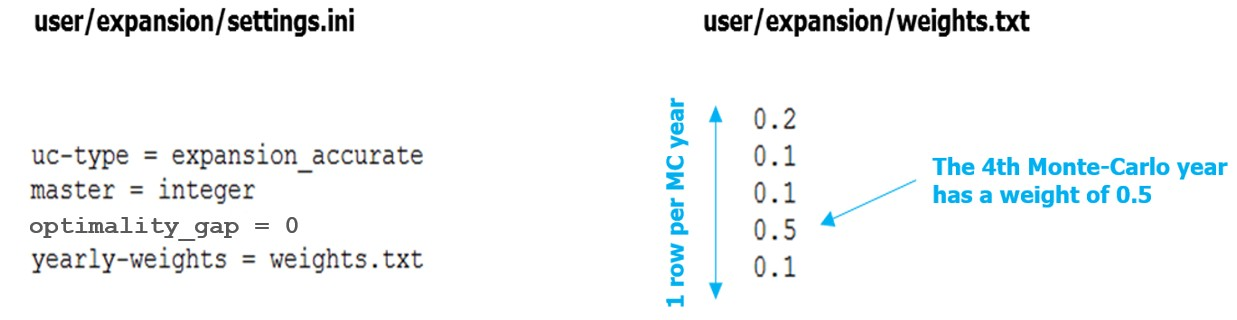 user/expansion/settings.ini
uc-type = expansion_accurate
master = integer
optimality_gap = 0
yearly-weights = weights.txt
user/expansion/weights.txt
1 row per MC year
0.2
0.1
0.1
0.5
0.1
The 4th Monte-Carlo year
has a weight of 0.5